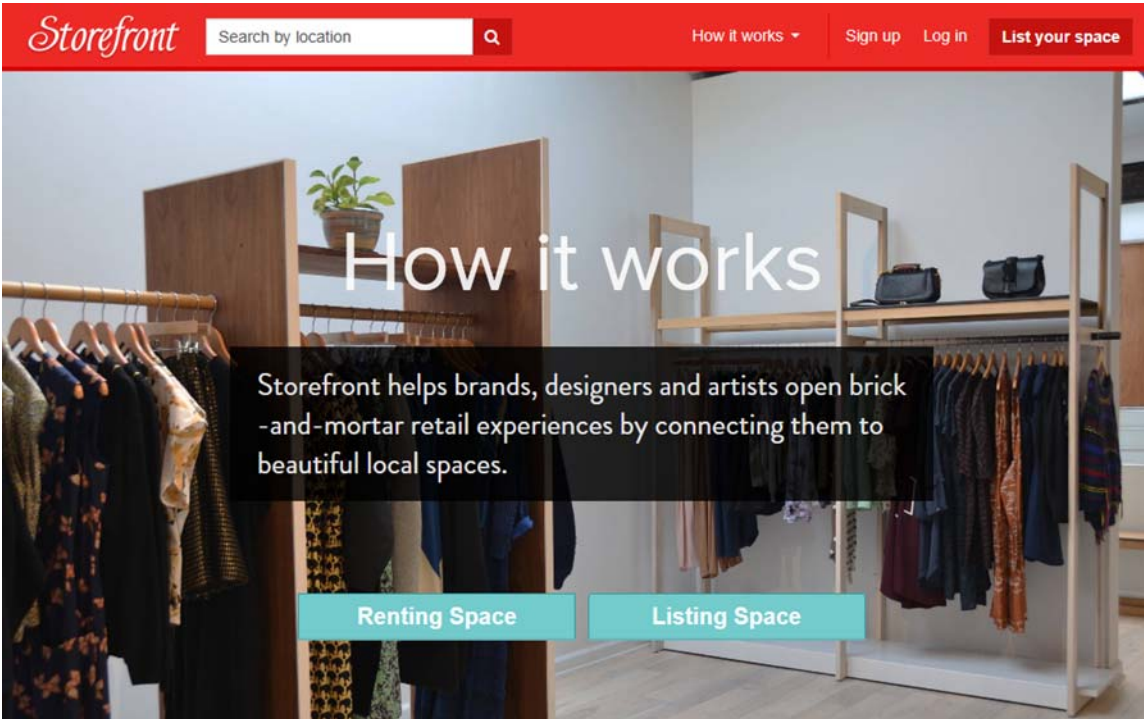 Storefront
Search by location
How it works
Sign up
Log in
List your space
How it works
Storefront helps brands, designers and artists open brick
-and-mortar retail experiences by connecting them to
beautiful local spaces.
Renting Space
Listing Space